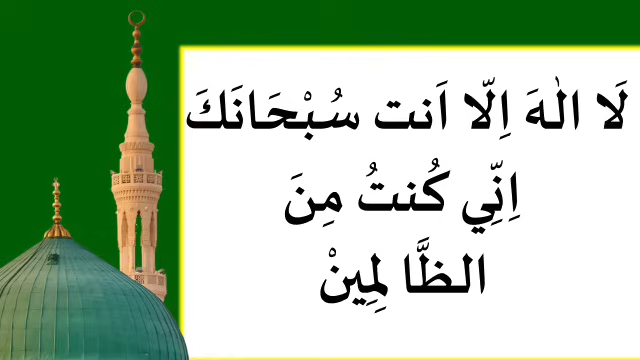 لَا الٰهَ اِلّا اَنت سُبْحَانَكَ
اِنِّي كُنتُ مِنَ
الظَّا لِمِينْ